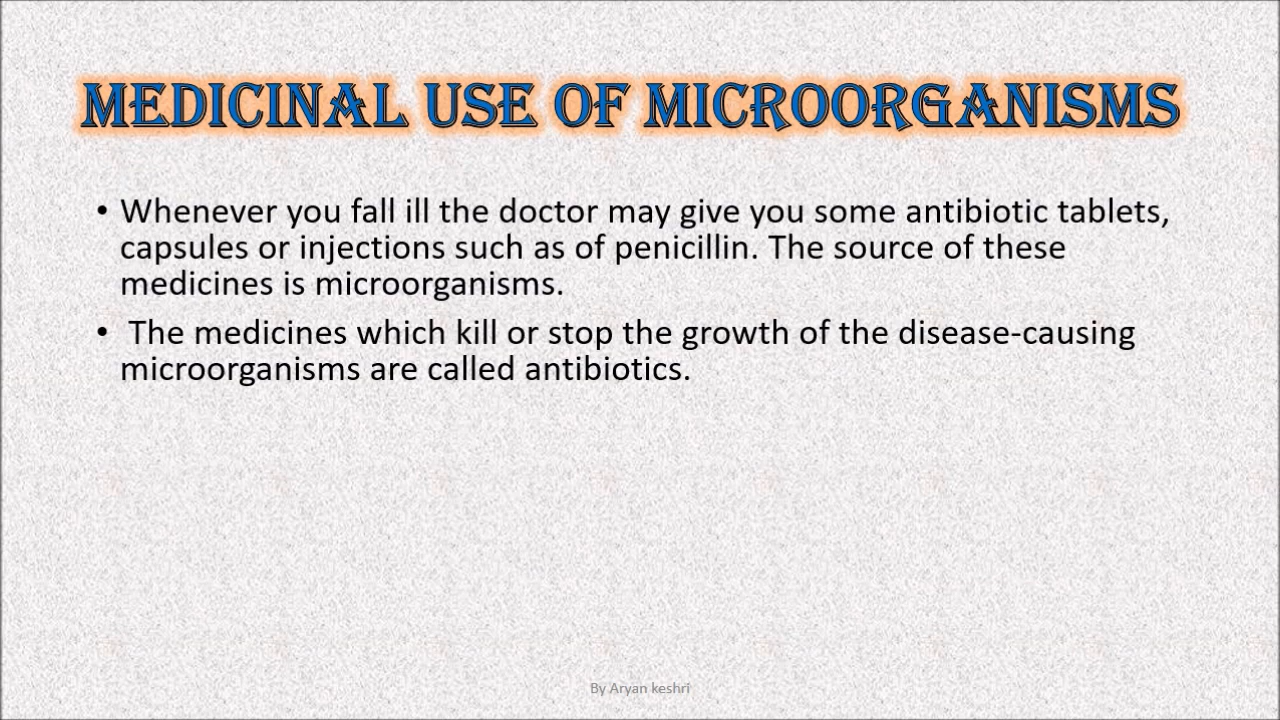 MEDICINAL USE OF MICROORGANISMS
• Whenever you fall ill the doctor may give you some antibiotic tablets,
capsules or injections such as of penicillin. The source of these
medicines is microorganisms.
• The medicines which kill or stop the growth of the disease-causing
microorganisms are called antibiotics.
By Aryan keshri